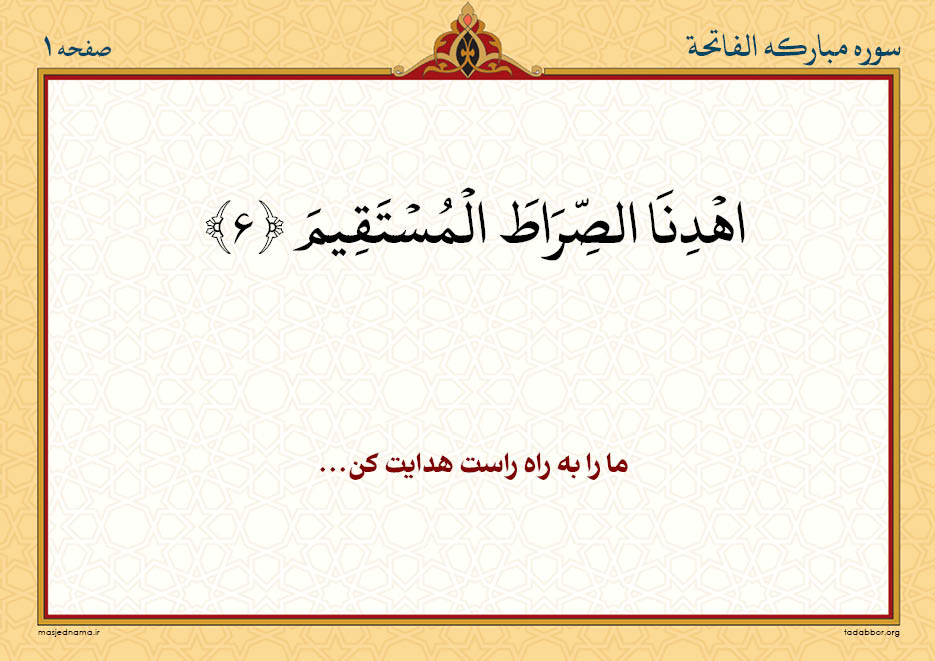 سوره مبارکه الفاتحة
صفحه ۱
اهْدِنَا الصِّرَاطَ الْمُسْتَقِيمَ ﴿۶﴾
ما را به راه راست هدایت کن...
masjednama.ir
tadabbor.org